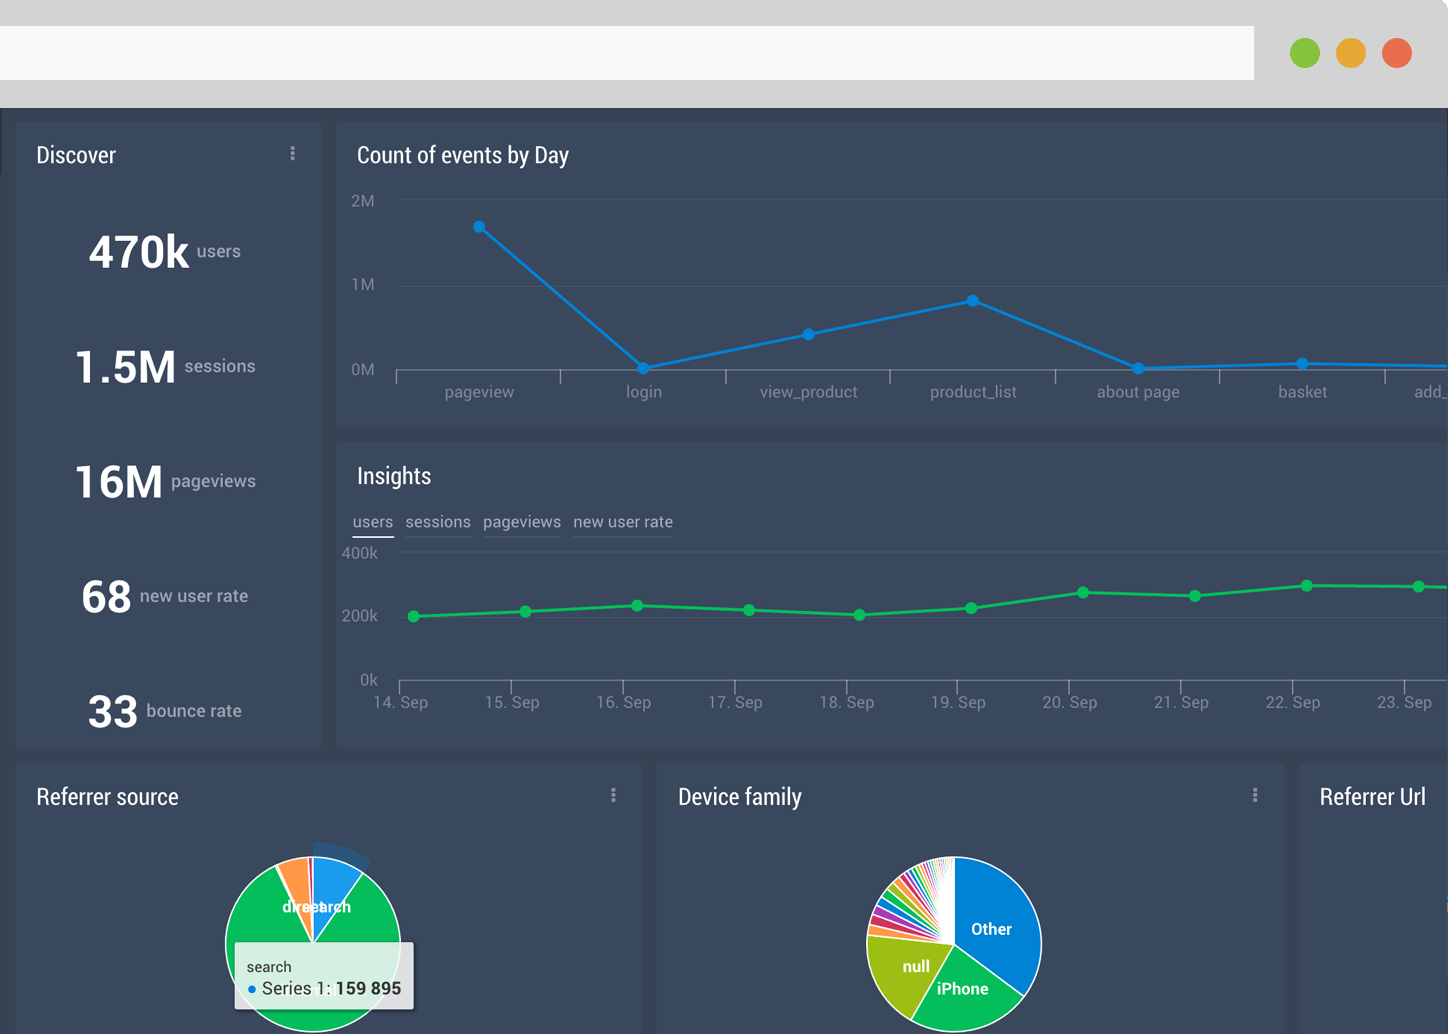 Discover
470k users
1.5M sessions
16M pageviews
68 new user rate
33 bounce rate
Count of events by Day
2M
1M
0M
pageview login view_product product_list about page basket add_
Insights
users sessions pageviews new user rate
400k
200k
0k
14. Sep 15. Sep 16. Sep 17. Sep 18. Sep 19. Sep 20. Sep 21. Sep 22. Sep 23. Sep
Referrer source
direct search
search
Series 1: 159 895
Device family
Other
null
iPhone
Referrer Url